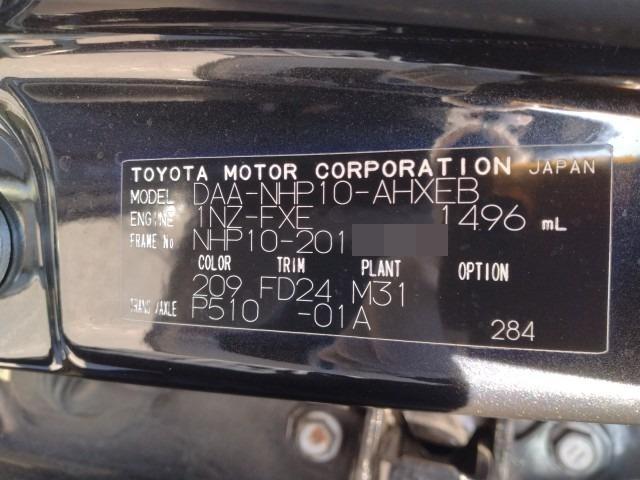 TOYOTA MOTOR CORPORATION JAPAN
MODEL DAA-NHP10-AHXEB
ENGINE 1NZ-FXE 1496 mL
FRAME No NHP10-201
COLOR TRIM PLANT OPTION
209 FD24 M31
TRANS/AXLE P510 -01A
284